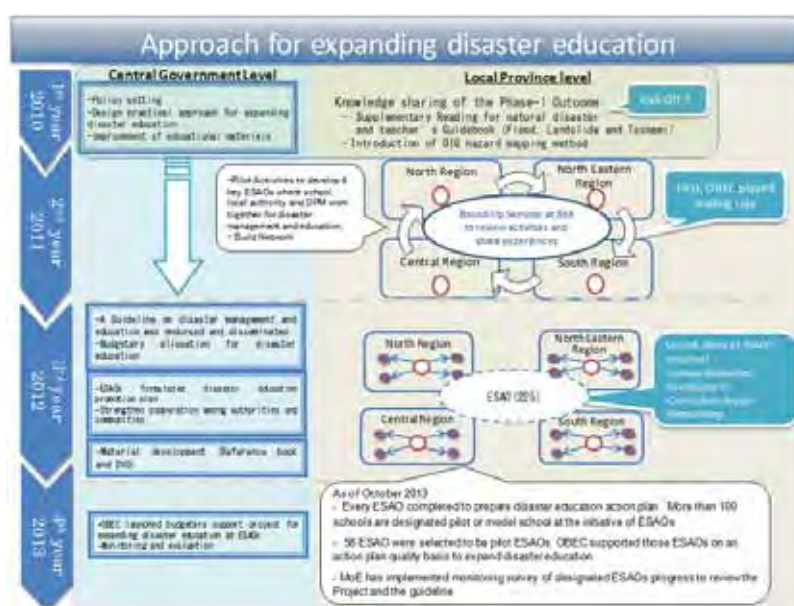 Approach for expanding disaster education
1st year
2010
Central Government Level
-Policy setting
-Design practical approach for expanding
disaster education
-Improvement of educational materials
Local Province level
Knowledge sharing of the Phase-1 Outcome
- Supplementary Reading for natural disaster
and teacher's Guidebook (Flood, Landslide and Tsunami)
- Introduction of DIG hazard mapping method
2nd year
2011
-Pilot Activities to develop 4
key ESAOs where school,
local authority and DPM work
together for disaster
management and education
- Build Network
North Region
North Eastern
Region
Seminar at
to review activities and
share experiences
Central Region
South Region
First, OBEC played
leading role
3rd year
2012
-A Guideline on disaster management and
education was endorsed and disseminated
-Budgetary allocation for disaster
education
-ESAOs formulated disaster education
promotion plan
-Strengthen cooperation among authorities and
communities
-Material development (Reference book
and DVD)
North Region
North Eastern
Region
ESAO (225)
Central Region
South Region
4th year
2013
-OBEC launched budgetary support project for
expanding disaster education at ESAOs
-Monitoring and evaluation
As of October 2013
- Every ESAO completed to prepare disaster education action plan. More than 100
schools are designated pilot or model school at the initiative of ESAOs
- 58 ESAO were selected to be pilot ESAOs. OBEC supported those ESAOs on an
action plan quality basis to expand disaster education
- MoE has implemented monitoring survey of designated ESAOs progress to review the
Project and the guideline